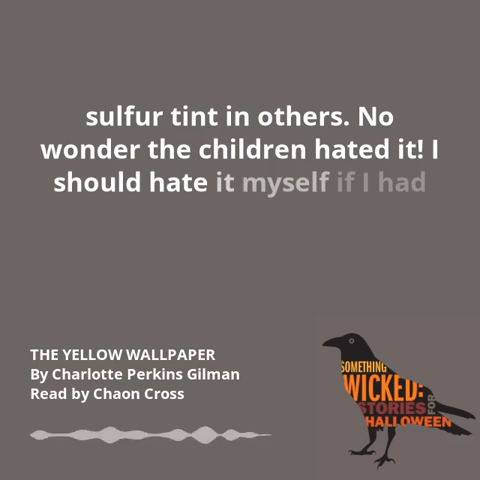 sulfur tint in others. No
wonder the children hated it! I
should hate it myself if I had
THE YELLOW WALLPAPER
By Charlotte Perkins Gilman
Read by Chaon Cross
SOMETHING
WICKED:
STORIES FOR
HALLOWEEN